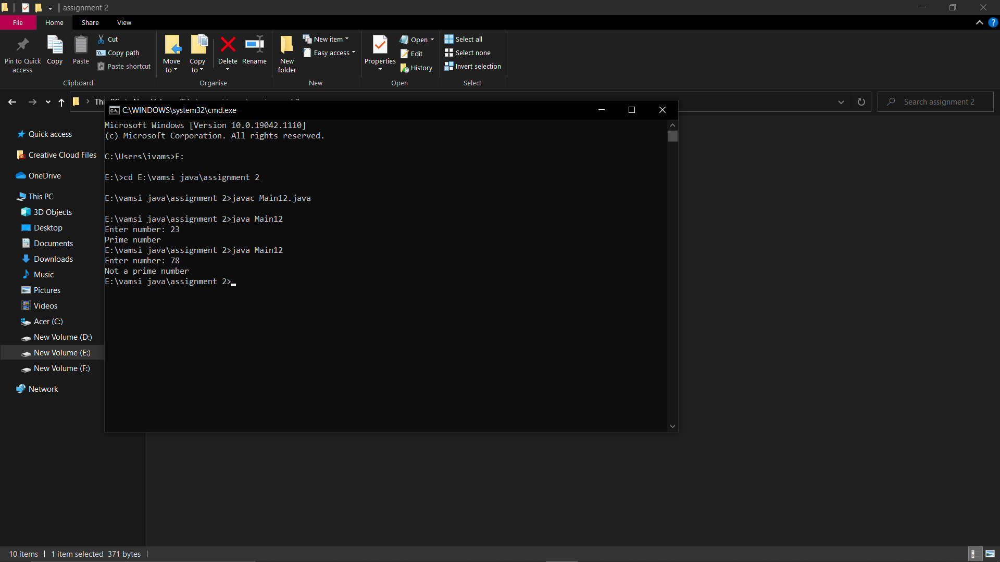 assignment 2
File Home Share View
Pin to Quick access
Copy
Paste
Cut
Copy path
Paste shortcut
Clipboard
Move to
Copy to
Delete
Rename
Organise
New folder
New item
Easy access
New
Properties
Open
Edit
History
Open
Select all
Select none
Invert selection
Select
Search assignment 2
C:\WINDOWS\system32\cmd.exe
Microsoft Windows [Version 10.0.19042.1110]
(c) Microsoft Corporation. All rights reserved.
C:\Users\ivams>E:
E:\>cd E:\vamsi java\assignment 2
E:\vamsi java\assignment 2>javac Main12.java
E:\vamsi java\assignment 2>java Main12
Enter number: 23
Prime number
E:\vamsi java\assignment 2>java Main12
Enter number: 78
Not a prime number
E:\vamsi java\assignment 2>
Quick access
Creative Cloud Files
OneDrive
This PC
3D Objects
Desktop
Documents
Downloads
Music
Pictures
Videos
Acer (C:)
New Volume (D:)
New Volume (E:)
New Volume (F:)
Network
10 items 1 item selected 371 bytes